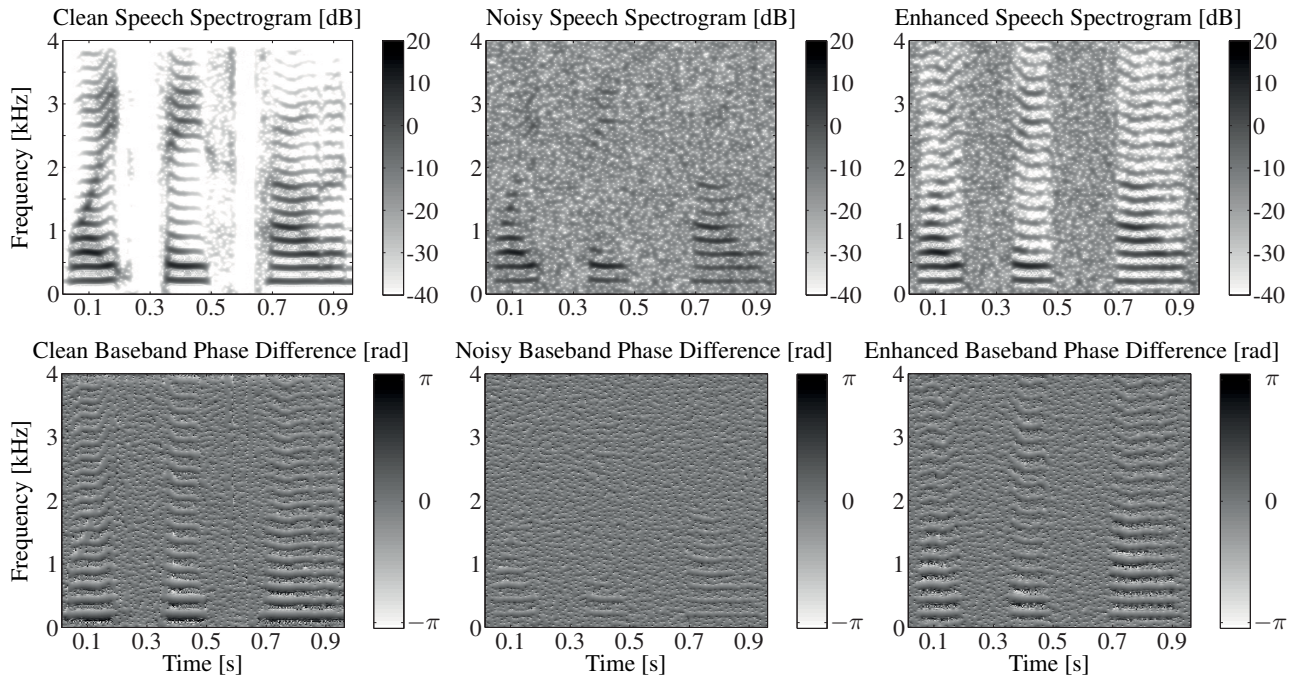 Clean Speech Spectrogram [dB]
Noisy Speech Spectrogram [dB]
Enhanced Speech Spectrogram [dB]
Frequency [kHz]
4
3
2
1
0
0.1 0.3 0.5 0.7 0.9
20
10
0
−10
−20
−30
−40
4
3
2
1
0
0.1 0.3 0.5 0.7 0.9
20
10
0
−10
−20
−30
−40
4
3
2
1
0
0.1 0.3 0.5 0.7 0.9
20
10
0
−10
−20
−30
−40
Clean Baseband Phase Difference [rad]
Noisy Baseband Phase Difference [rad]
Enhanced Baseband Phase Difference [rad]
Frequency [kHz]
4
3
2
1
0
0.1 0.3 0.5 0.7 0.9
Time [s]
π
0
−π
4
3
2
1
0
0.1 0.3 0.5 0.7 0.9
Time [s]
π
0
−π
4
3
2
1
0
0.1 0.3 0.5 0.7 0.9
Time [s]
π
0
−π